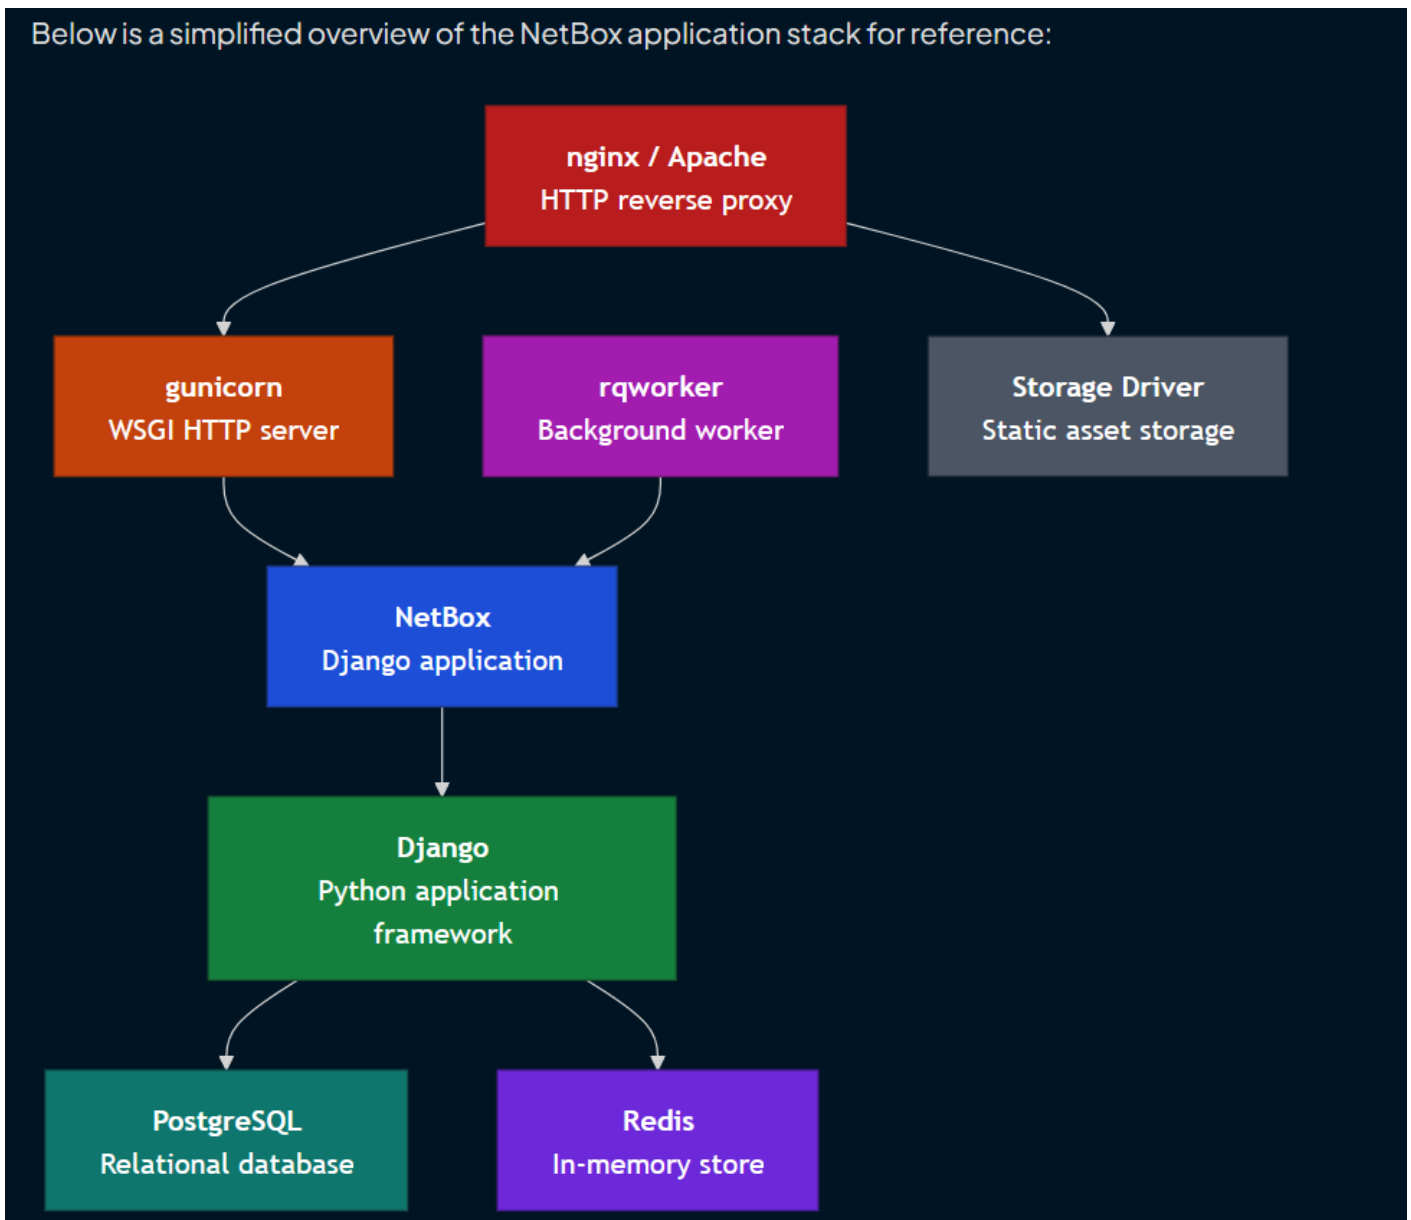 Below is a simplified overview of the NetBox application stack for reference:
nginx / Apache
HTTP reverse proxy
gunicorn
WSGI HTTP server
rqworker
Background worker
Storage Driver
Static asset storage
NetBox
Django application
Django
Python application
framework
PostgreSQL
Relational database
Redis
In-memory store